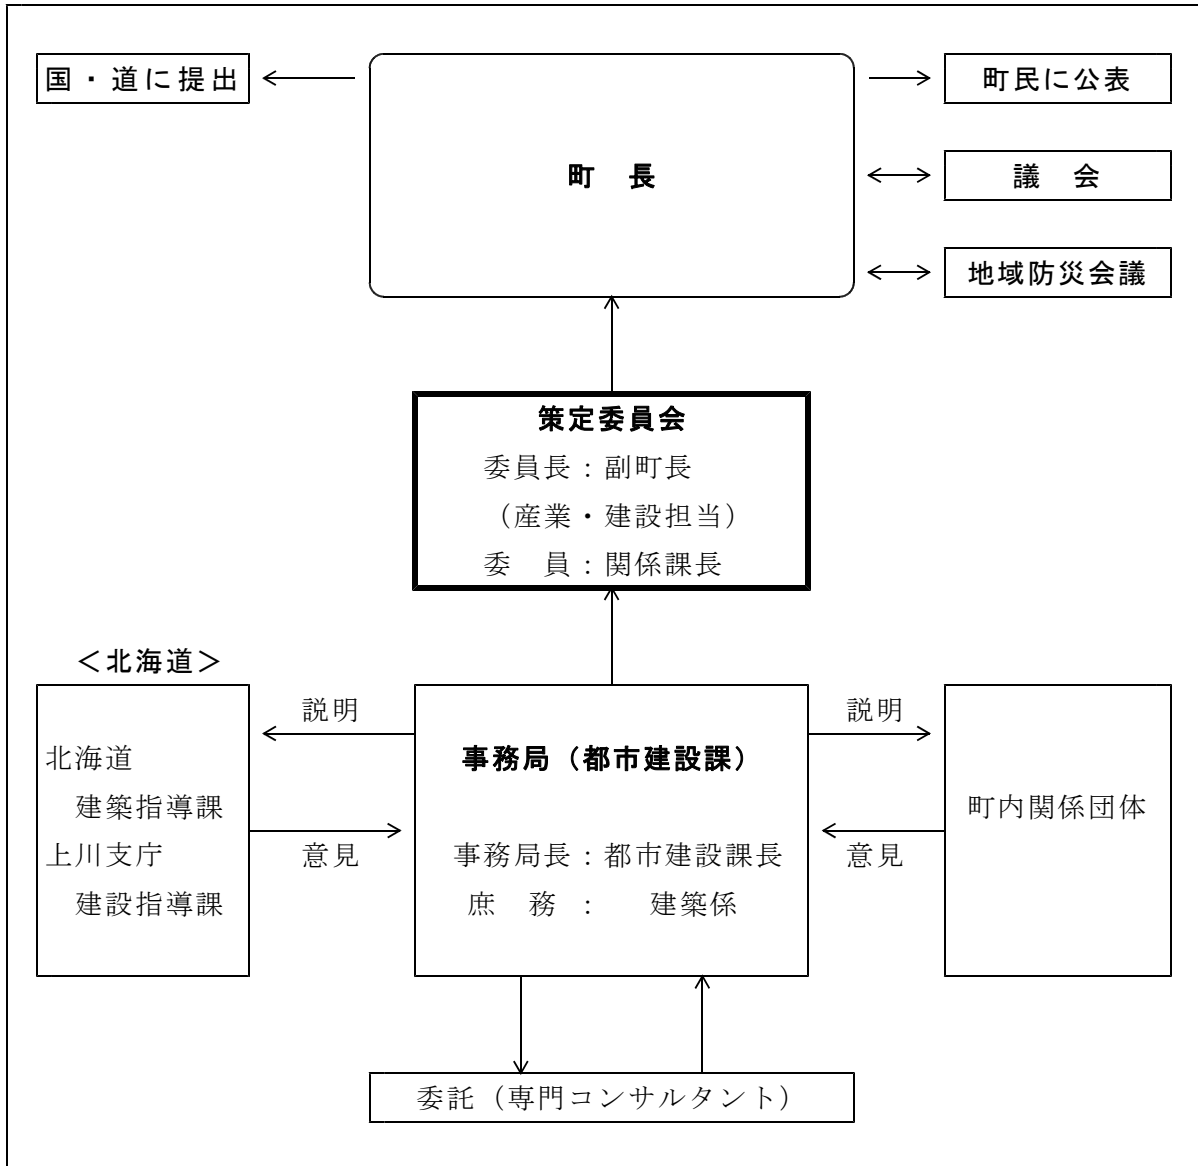 国・道に提出
町　長
町民に公表
議　会
地域防災会議
策定委員会
委員長：副町長
（産業・建設担当）
委　員：関係課長
＜北海道＞
北海道
建築指導課
上川支庁
建設指導課
説明
意見
事務局（都市建設課）
事務局長：都市建設課長
庶　務　：　建築係
説明
意見
町内関係団体
委託（専門コンサルタント）